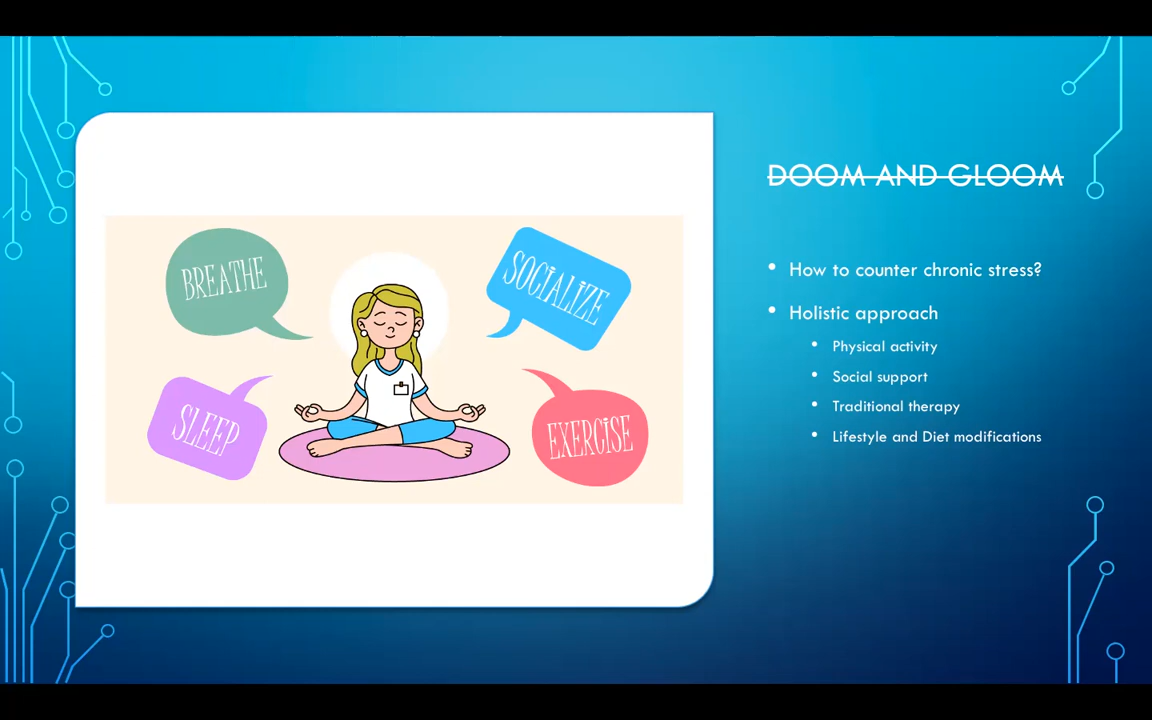 BREATHE
SOCIALIZE
SLEEP
EXERCISE
DOOM AND GLOOM
• How to counter chronic stress?
• Holistic approach
• Physical activity
• Social support
• Traditional therapy
• Lifestyle and Diet modifications